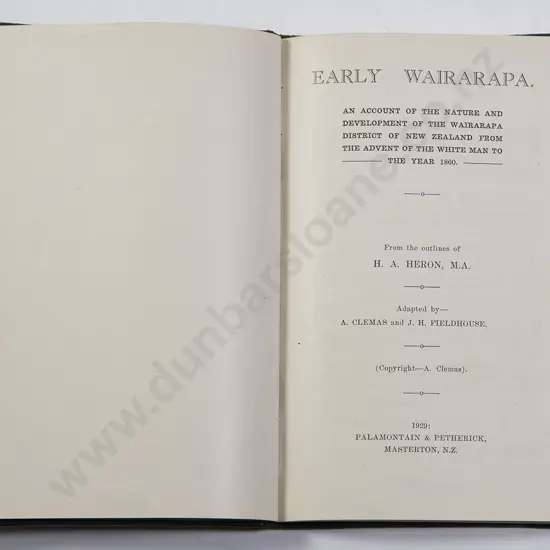 EARLY WAIRARAPA.
AN ACCOUNT OF THE NATURE AND
DEVELOPMENT OF THE WAIRARAPA
DISTRICT OF NEW ZEALAND FROM
THE ADVENT OF THE WHITE MAN TO
THE YEAR 1860.
From the outlines of
H. A. HERON, M.A.
Adapted by—
A. CLEMAS and J. H. FIELDHOUSE.
(Copyright—A. Clemas).
1929:
PALAMONTAIN & PETHERICK,
MASTERTON, N.Z.
www.dunbarsloane.co.nz